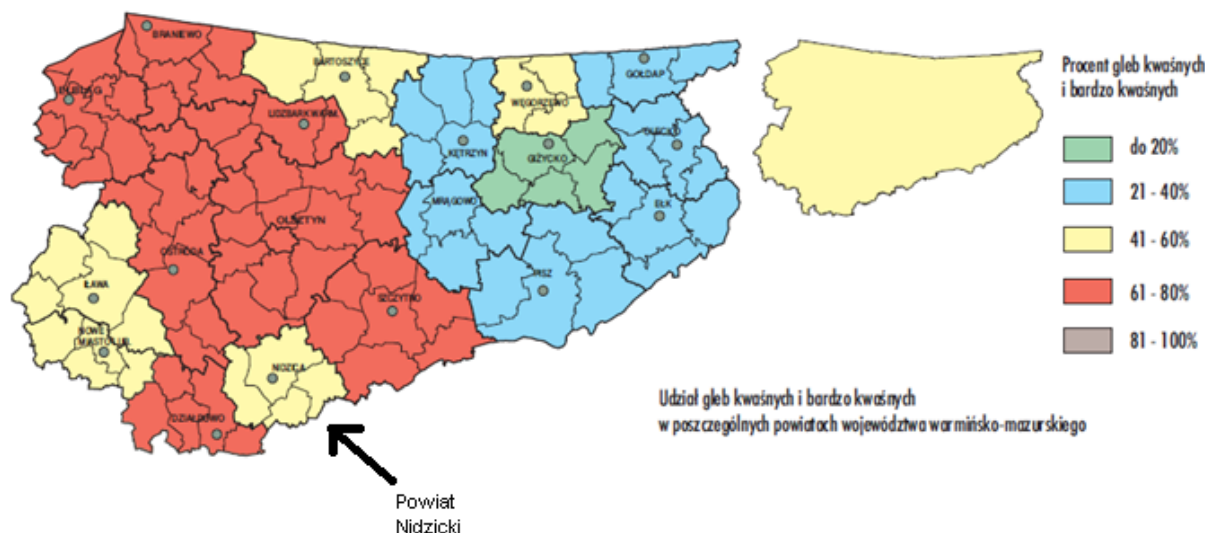 BRANIEWO
BARTOSZYCE
GOŁDAP
ELBLĄG
WĘGORZEWO
LIDZBARK WARM.
OLECKO
KĘTRZYN
GIŻYCKO
MRĄGOWO
EŁK
OLSZTYN
OSTRÓDA
PISZ
IŁAWA
SZCZYTNO
NOWE
MIASTO LUB.
NIDZICA
DZIAŁDOWO
Procent gleb kwaśnych
i bardzo kwaśnych
do 20%
21 - 40%
41 - 60%
61 - 80%
81 - 100%
Udział gleb kwaśnych i bardzo kwaśnych
w poszczególnych powiatach województwa warmińsko-mazurskiego
Powiat
Nidzicki